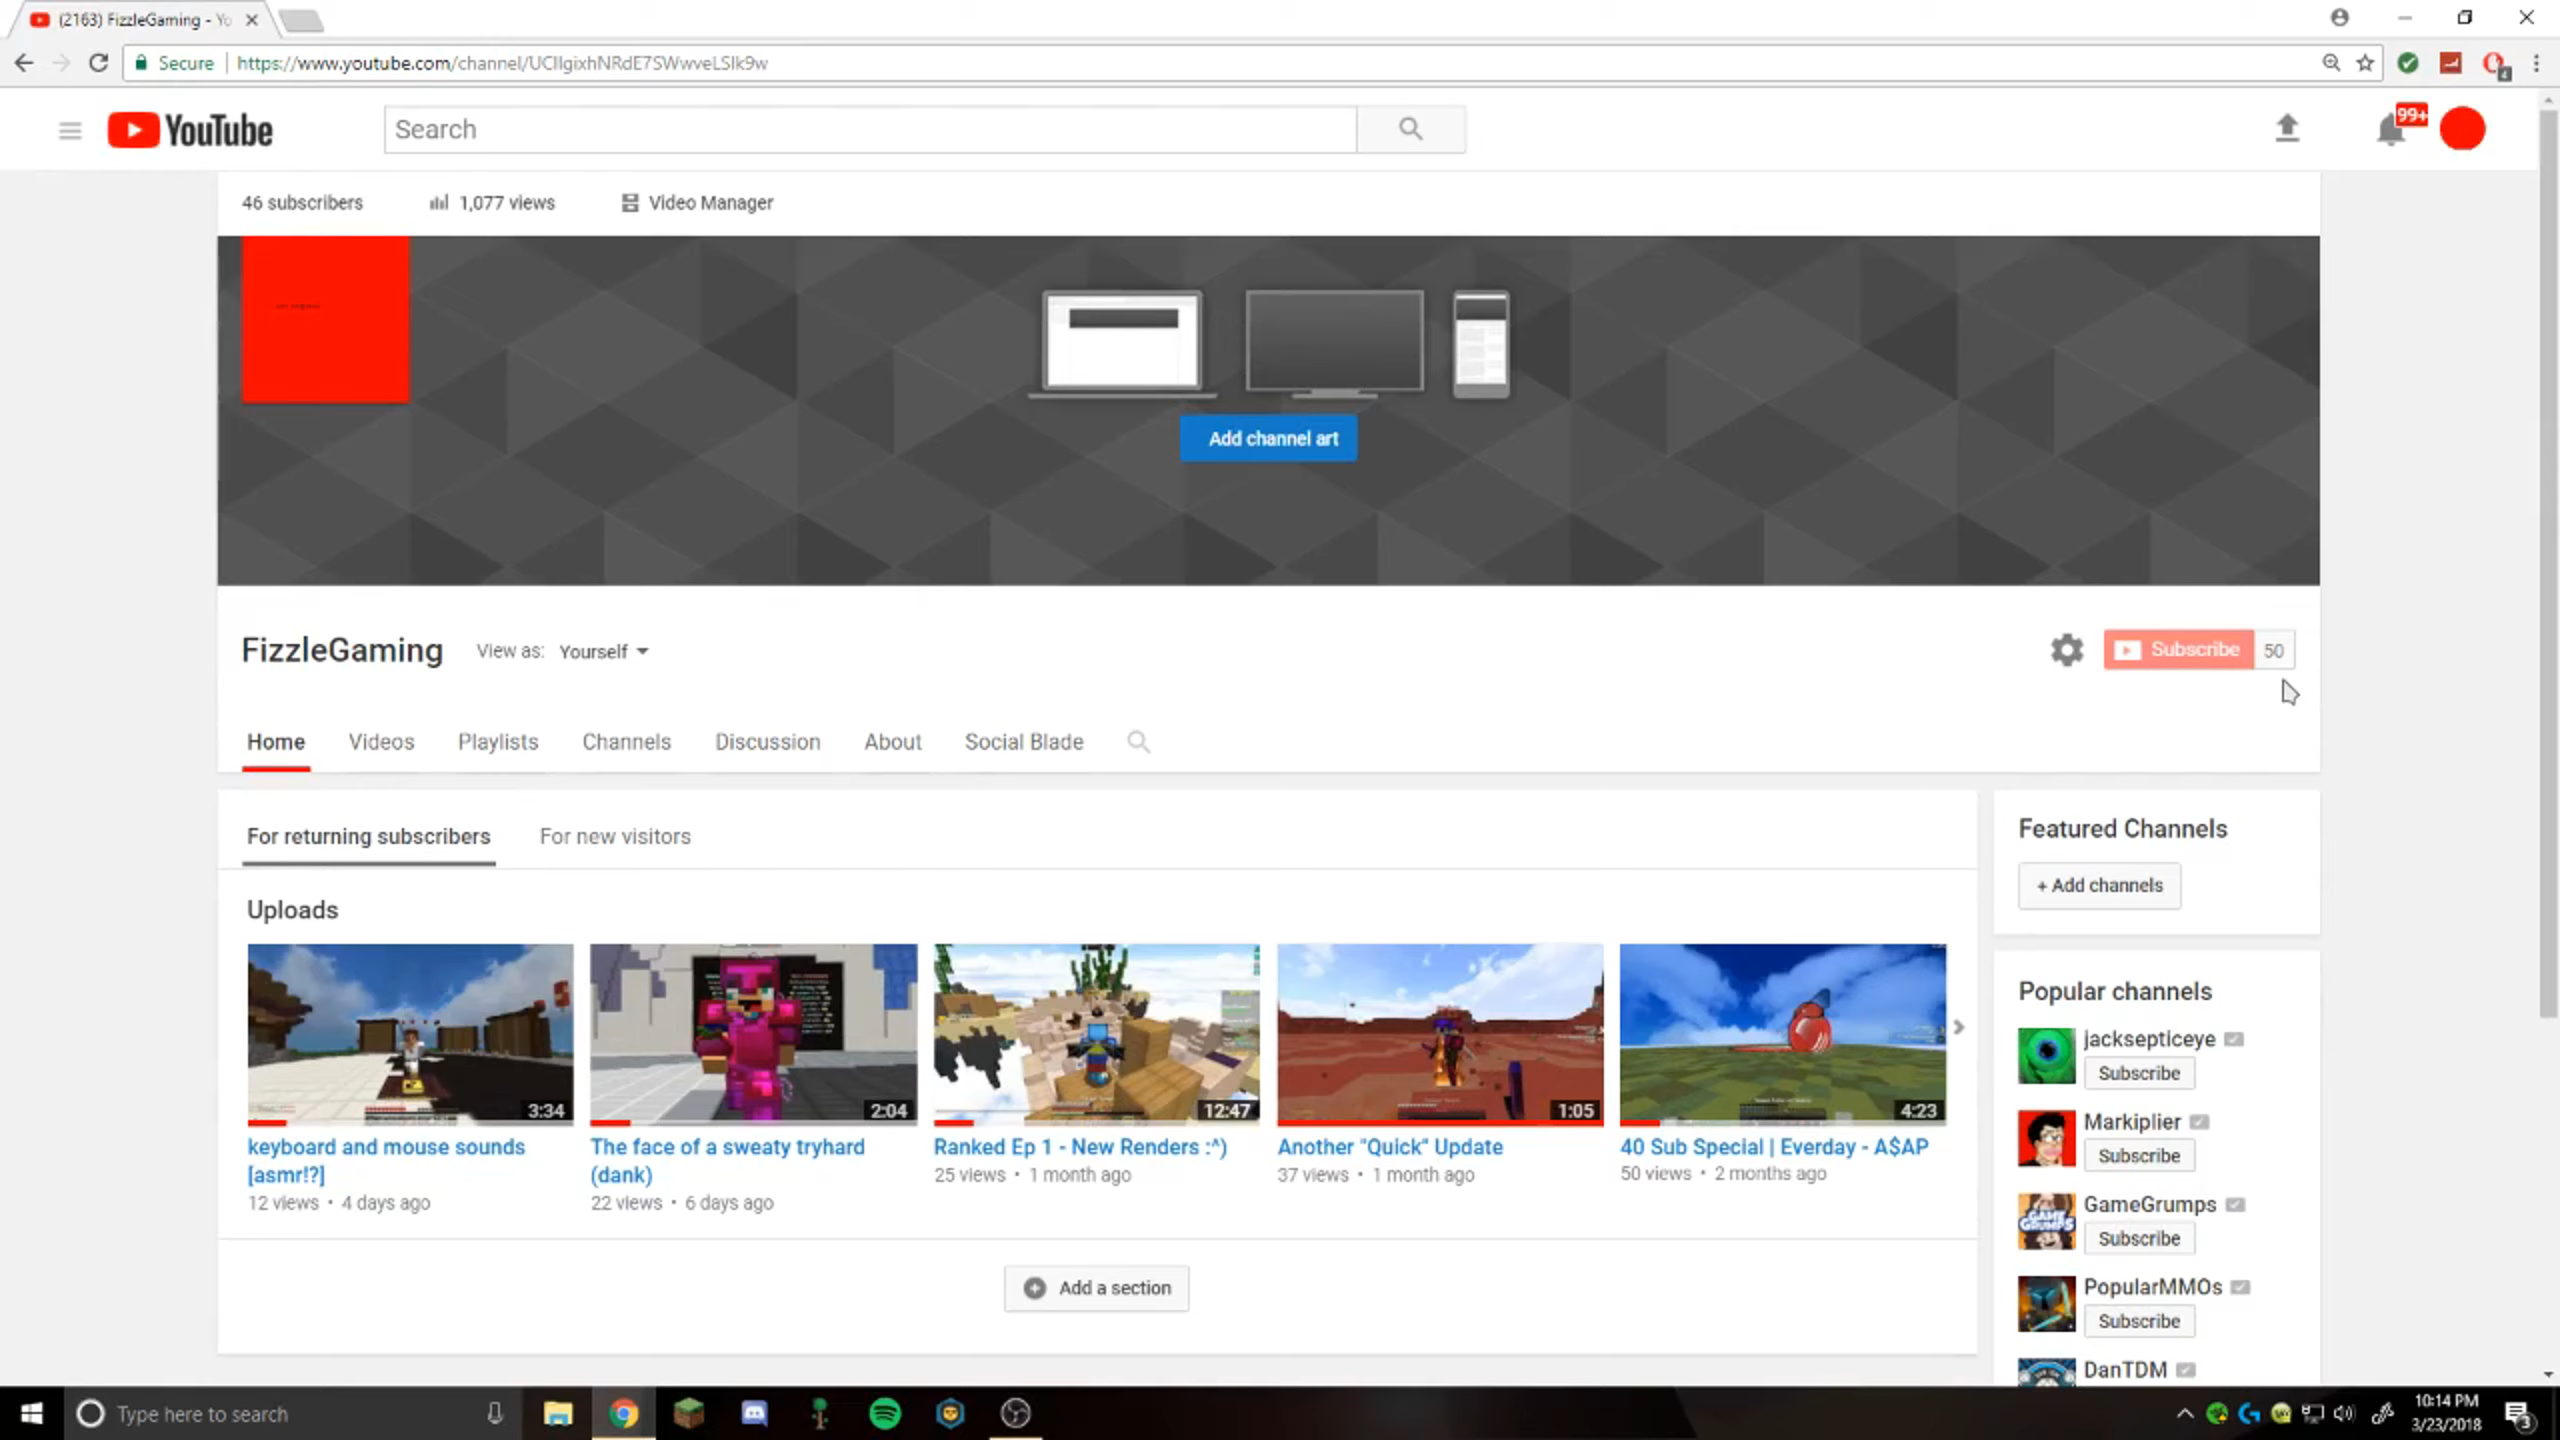 (2163) FizzleGaming - Yo
Secure https://www.youtube.com/channel/UCIlgixhNRdE7SWwveLSIk9w
YouTube
Search
99+
46 subscribers 1,077 views Video Manager
Add channel art
FizzleGaming View as: Yourself
Subscribe 50
Home Videos Playlists Channels Discussion About Social Blade
For returning subscribers For new visitors
Uploads
3:34
keyboard and mouse sounds
[asmr!?]
12 views • 4 days ago
2:04
The face of a sweaty tryhard
(dank)
22 views • 6 days ago
12:47
Ranked Ep 1 - New Renders :^)
25 views • 1 month ago
1:05
Another "Quick" Update
37 views • 1 month ago
4:23
40 Sub Special | Everday - A$AP
50 views • 2 months ago
Add a section
Featured Channels
+ Add channels
Popular channels
jacksepticeye
Subscribe
Markiplier
Subscribe
GAME GRUMPS
GameGrumps
Subscribe
PopularMMOs
Subscribe
DanTDM
Type here to search
10:14 PM
3/23/2018
3